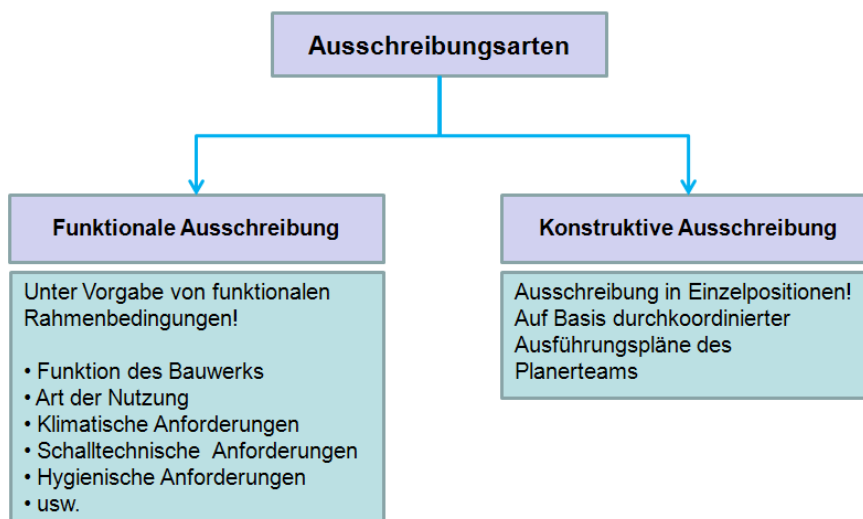 Ausschreibungsarten
Funktionale Ausschreibung
Unter Vorgabe von funktionalen
Rahmenbedingungen!
• Funktion des Bauwerks
• Art der Nutzung
• Klimatische Anforderungen
• Schalltechnische Anforderungen
• Hygienische Anforderungen
• usw.
Konstruktive Ausschreibung
Ausschreibung in Einzelpositionen!
Auf Basis durchkoordinierter
Ausführungspläne des
Planerteams